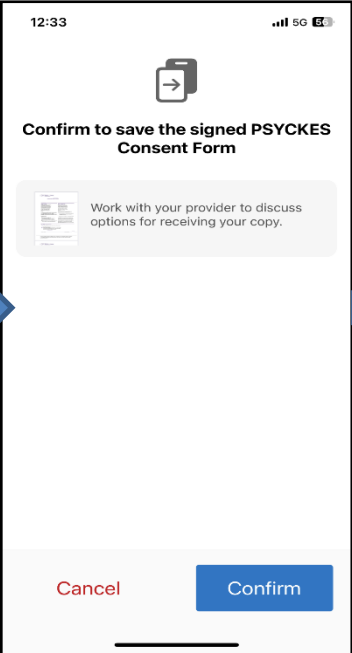 12:33
5G 56
Confirm to save the signed PSYCKES
Consent Form
Work with your provider to discuss
options for receiving your copy.
Cancel
Confirm